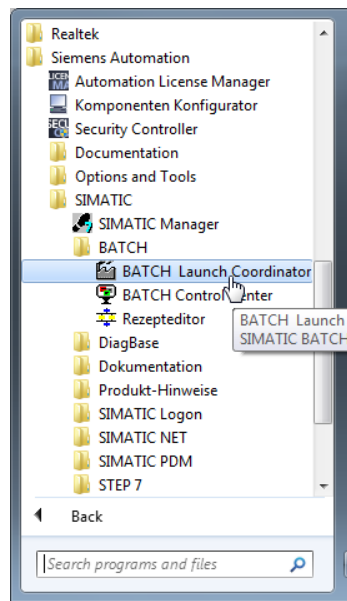 Realtek
Siemens Automation
Automation License Manager
Komponenten Konfigurator
Security Controller
Documentation
Options and Tools
SIMATIC
SIMATIC Manager
BATCH
BATCH Launch Coordinator
BATCH Control Center
Rezepteditor
BATCH Launch
SIMATIC BATCH
DiagBase
Dokumentation
Produkt-Hinweise
SIMATIC Logon
SIMATIC NET
SIMATIC PDM
STEP 7
Back
Search programs and files